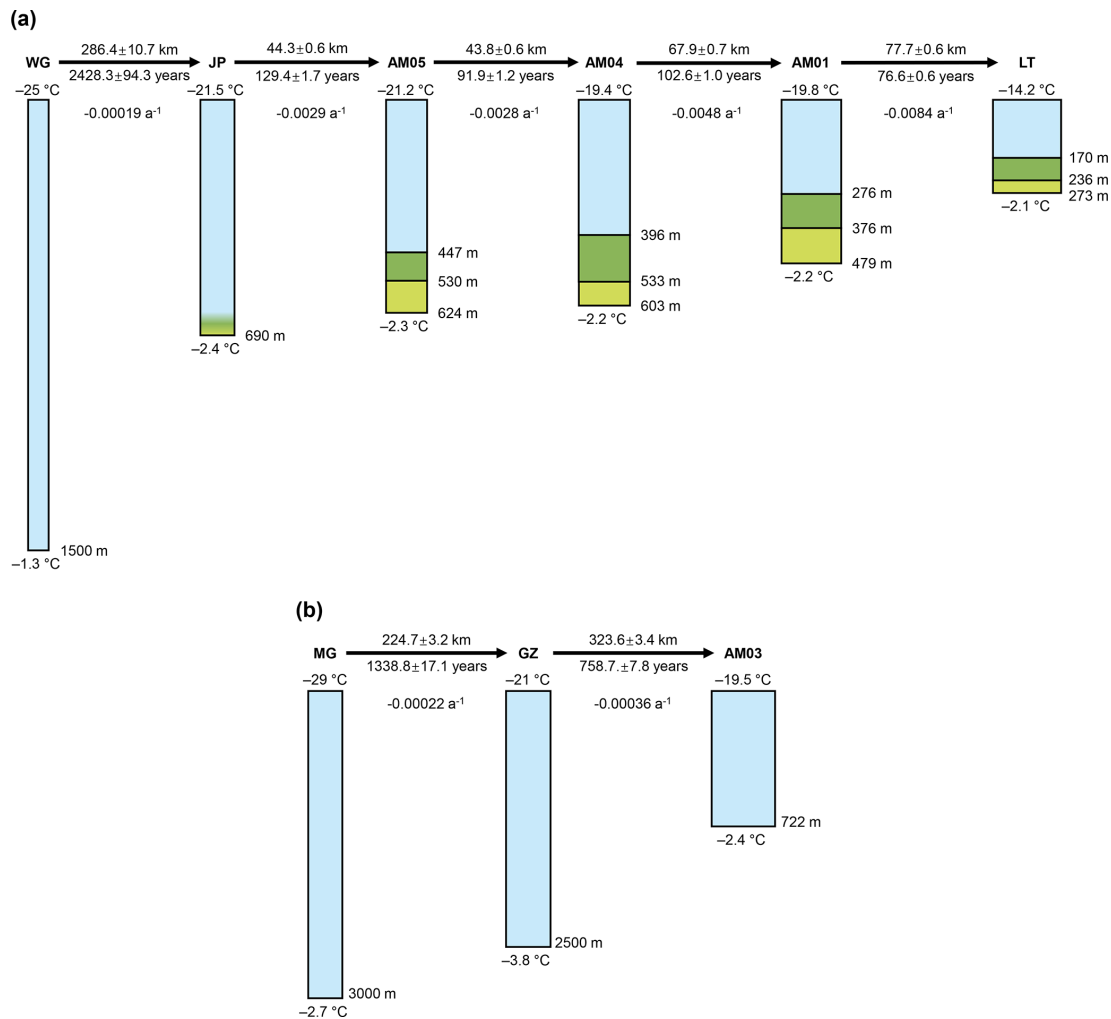 (a)
286.4±10.7 km
44.3±0.6 km
43.8±0.6 km
67.9±0.7 km
77.7±0.6 km
WG
JP
AM05
AM04
AM01
LT
2428.3±94.3 years
129.4±1.7 years
91.9±1.2 years
102.6±1.0 years
76.6±0.6 years
–25 °C
–21.5 °C
–21.2 °C
–19.4 °C
–19.8 °C
–14.2 °C
-0.00019 a⁻¹
-0.0029 a⁻¹
-0.0028 a⁻¹
-0.0048 a⁻¹
-0.0084 a⁻¹
170 m
236 m
273 m
–2.1 °C
276 m
376 m
479 m
–2.2 °C
396 m
533 m
603 m
–2.2 °C
447 m
530 m
624 m
–2.3 °C
690 m
–2.4 °C
1500 m
–1.3 °C
(b)
224.7±3.2 km
323.6±3.4 km
MG
GZ
AM03
1338.8±17.1 years
758.7.±7.8 years
–29 °C
–21 °C
–19.5 °C
-0.00022 a⁻¹
-0.00036 a⁻¹
722 m
–2.4 °C
2500 m
–3.8 °C
3000 m
–2.7 °C